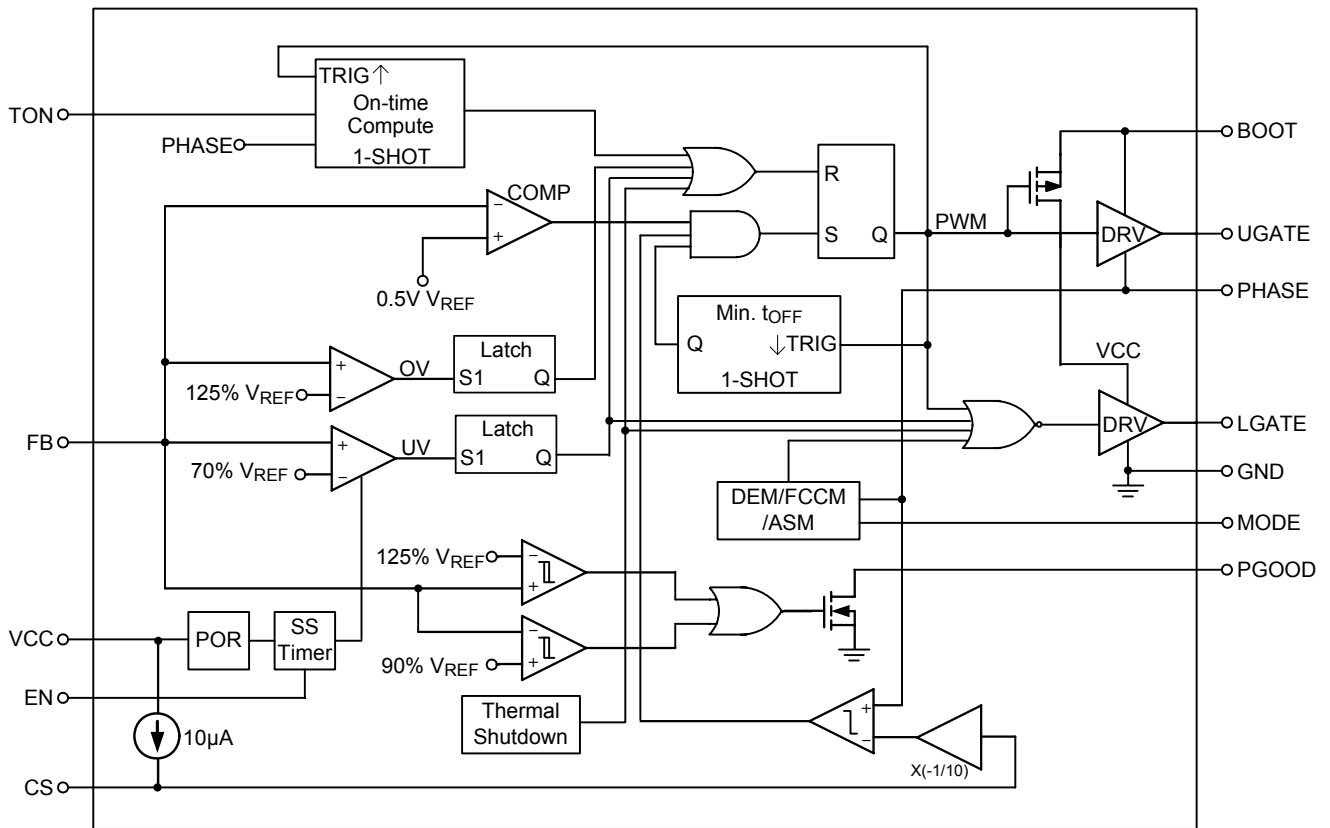 TRIG↑
On-time
Compute
1-SHOT
TON
PHASE
BOOT
R
S
Q
PWM
DRV
UGATE
COMP
−
+
0.5V VREF
PHASE
Min. tOFF
Q
↓TRIG
1-SHOT
VCC
+
−
OV
125% VREF
Latch
S1
Q
FB
+
−
UV
70% VREF
Latch
S1
Q
DRV
LGATE
GND
DEM/FCCM
/ASM
MODE
125% VREF
−
+
PGOOD
VCC
POR
SS
Timer
−
+
90% VREF
EN
Thermal
Shutdown
+
−
10µA
X(-1/10)
CS